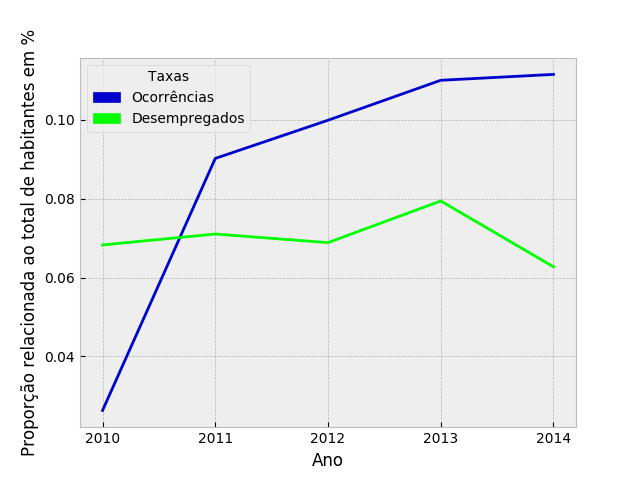 Proporção relacionada ao total de habitantes em %
Taxas
Ocorrências
Desempregados
0.10
0.08
0.06
0.04
2010 2011 2012 2013 2014
Ano